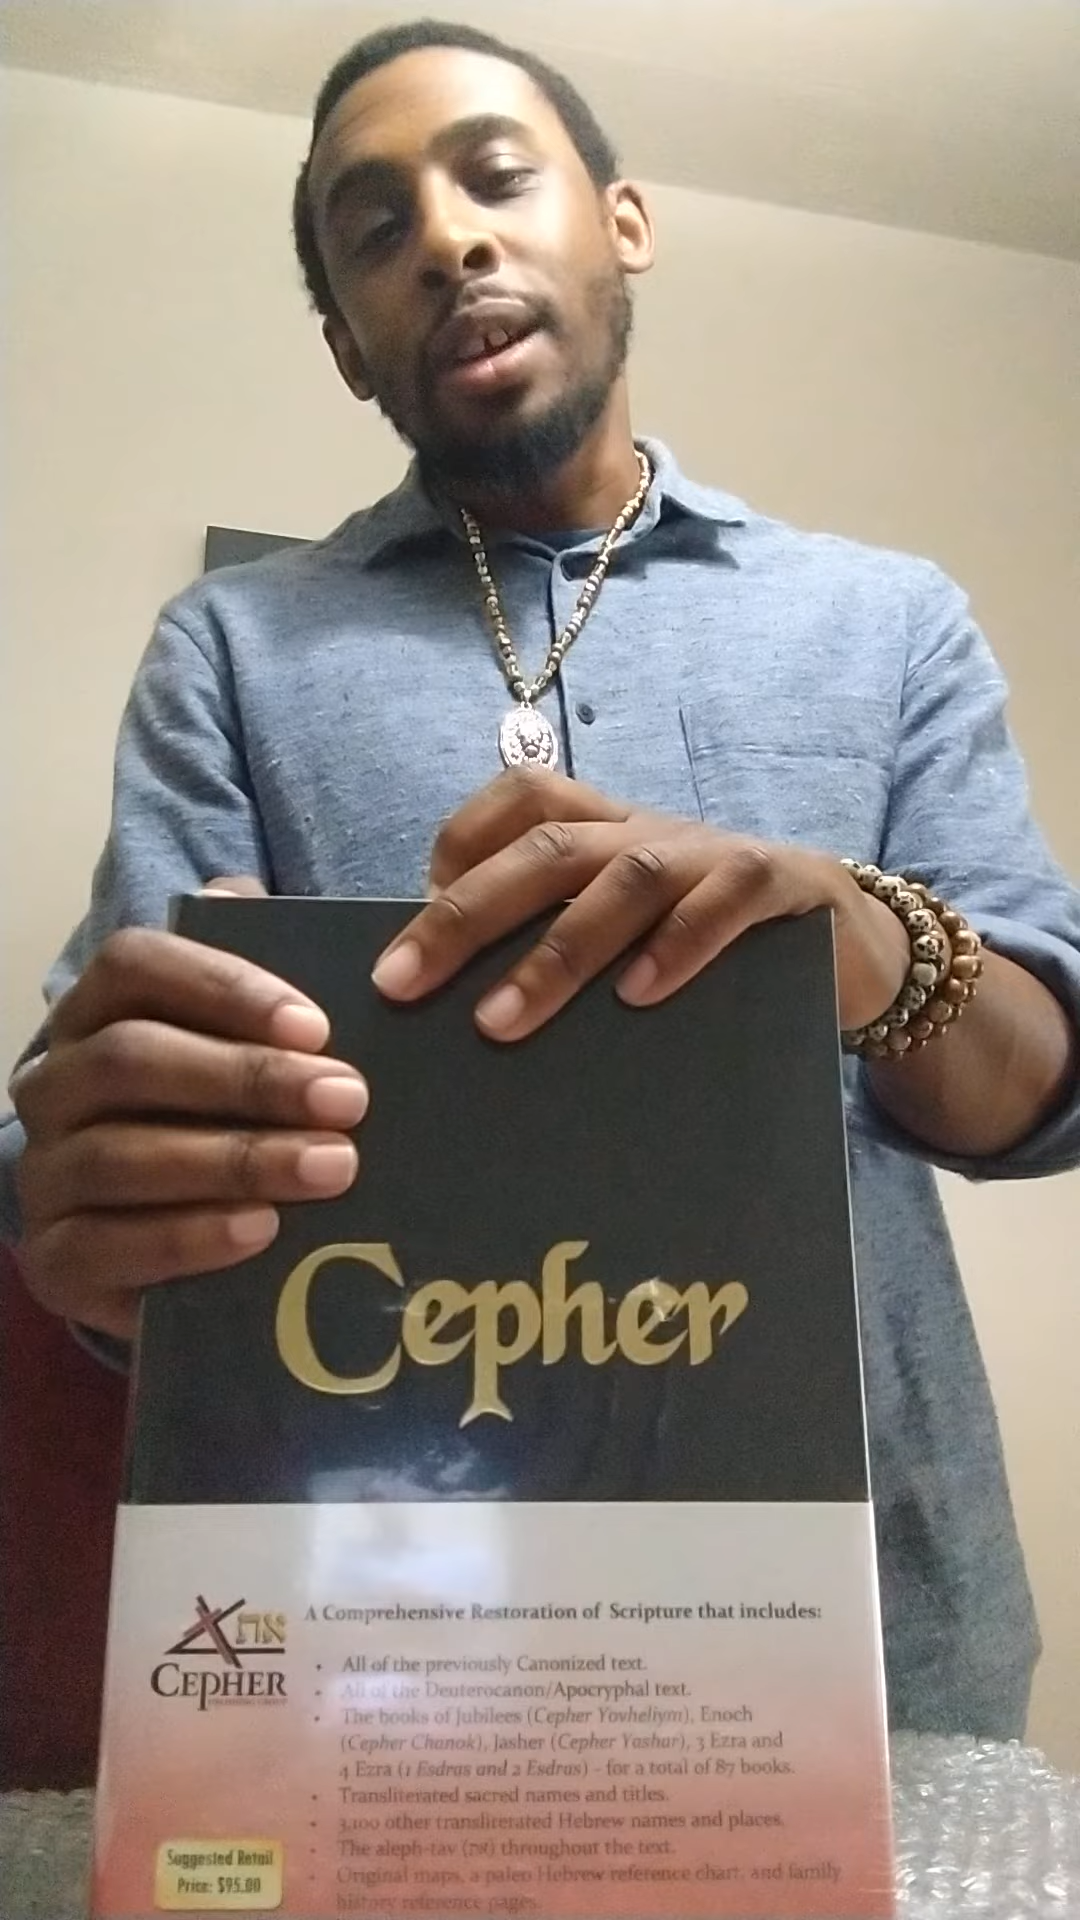 Cepher
את
CEPHER
PUBLISHING GROUP
A Comprehensive Restoration of Scripture that includes:
• All of the previously Canonized text.
• All of the Deuterocanon/Apocryphal text.
• The books of Jubilees (Cepher Yovheliym), Enoch
(Cepher Chanok), Jasher (Cepher Yashar), 3 Ezra and
4 Ezra (1 Esdras and 2 Esdras) - for a total of 87 books.
• Transliterated sacred names and titles.
• 3,100 other transliterated Hebrew names and places.
• The aleph-tav (את) throughout the text.
• Original maps, a paleo Hebrew reference chart, and family
history reference pages.
Suggested Retail
Price: $95.00